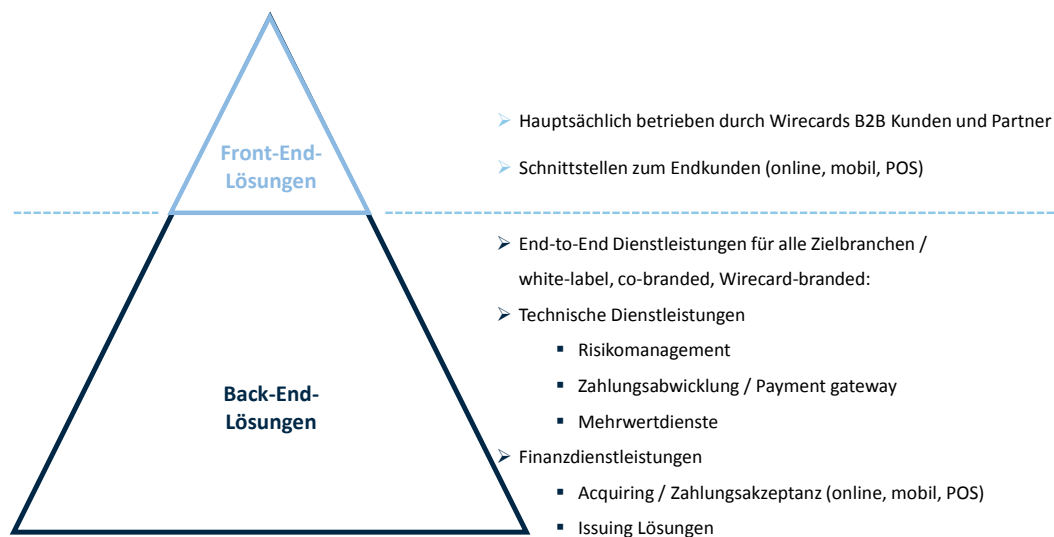 Front-End-
Lösungen
Hauptsächlich betrieben durch Wirecards B2B Kunden und Partner
Schnittstellen zum Endkunden (online, mobil, POS)
Back-End-
Lösungen
End-to-End Dienstleistungen für alle Zielbranchen /
white-label, co-branded, Wirecard-branded:
Technische Dienstleistungen
Risikomanagement
Zahlungsabwicklung / Payment gateway
Mehrwertdienste
Finanzdienstleistungen
Acquiring / Zahlungsakzeptanz (online, mobil, POS)
Issuing Lösungen